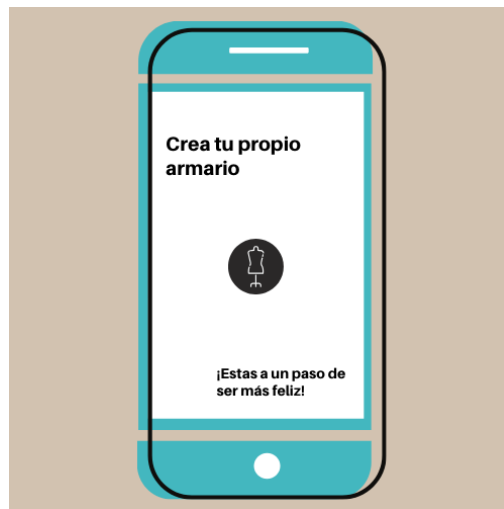 Crea tu propio
armario
¡Estas a un paso de
ser más feliz!